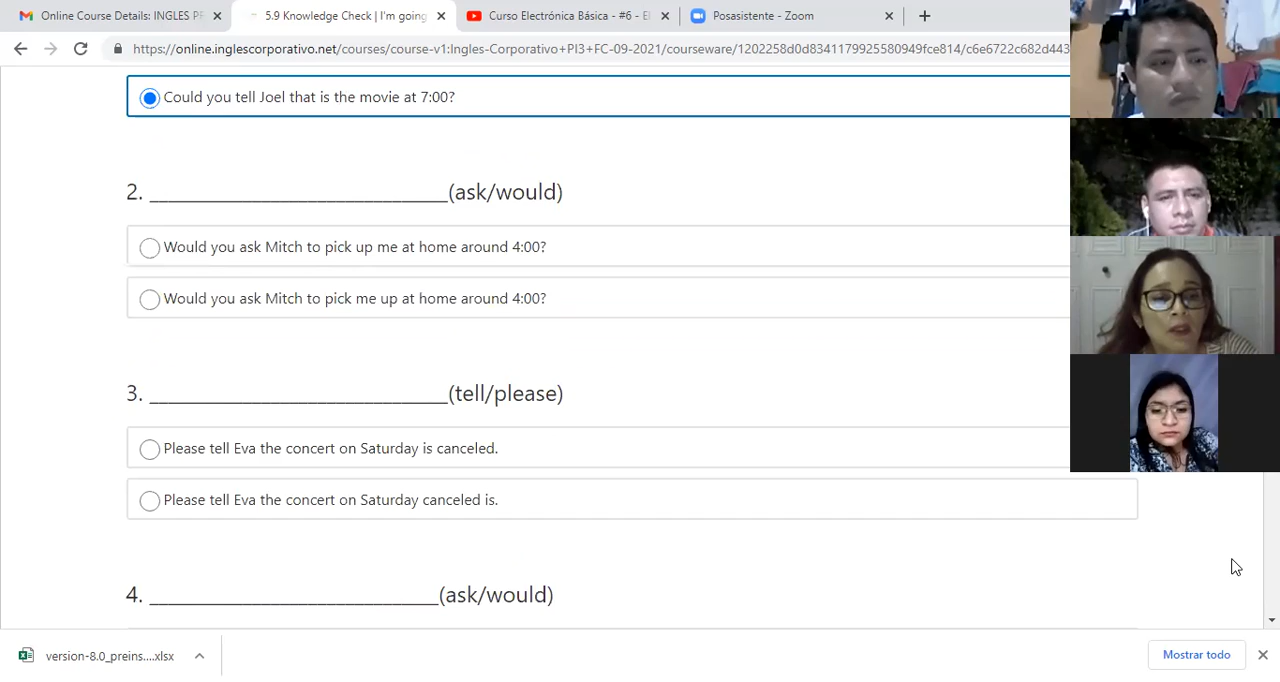 Online Course Details: INGLES PF
5.9 Knowledge Check | I'm going
Curso Electrónica Básica - #6 - El
Posasistente - Zoom
https://online.inglescorporativo.net/courses/course-v1:Ingles-Corporativo+PI3+FC-09-2021/courseware/1202258d0d8341179925580949fce814/c6e6722c682d443
Could you tell Joel that is the movie at 7:00?
2. ____________________________(ask/would)
Would you ask Mitch to pick up me at home around 4:00?
Would you ask Mitch to pick me up at home around 4:00?
3. ____________________________(tell/please)
Please tell Eva the concert on Saturday is canceled.
Please tell Eva the concert on Saturday canceled is.
4. ___________________________(ask/would)
version-8.0_preins....xlsx
Mostrar todo